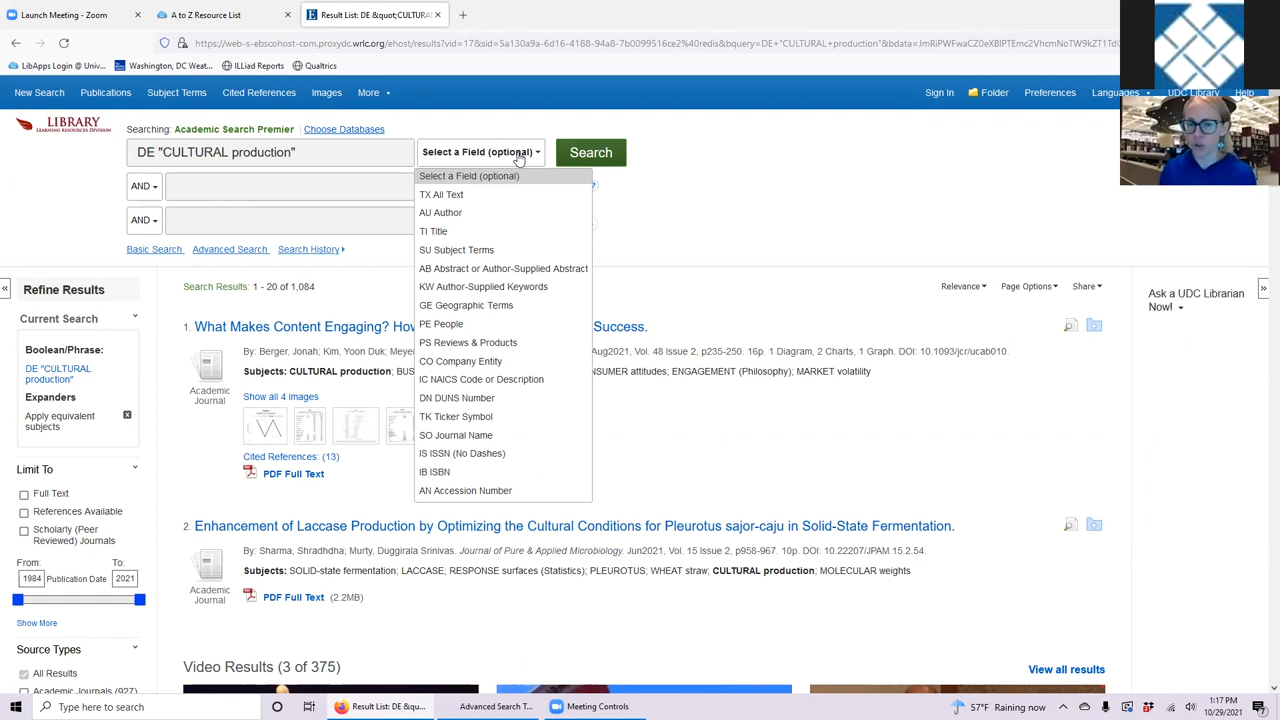 Launch Meeting - Zoom
A to Z Resource List
Result List: DE &quot;CULTURAL
https://web-s-ebscohost-com.proxydc.wrlc.org/ehost/results?vid=17&sid=5a130a9a-6d16-4188-94a8-7b0099516ce2%40redis&bquery=DE+"CULTURAL+production"&bdata=
LibApps Login @ Univ...
Washington, DC Weat...
ILLiad Reports
Qualtrics
New Search Publications Subject Terms Cited References Images More
Sign In Folder Preferences Languages UDC Library Help
LIBRARY
LEARNING RESOURCES DIVISION
Searching: Academic Search Premier Choose Databases
DE "CULTURAL production"
Select a Field (optional)
Search
AND
AND
Basic Search Advanced Search Search History
Select a Field (optional)
TX All Text
AU Author
TI Title
SU Subject Terms
AB Abstract or Author-Supplied Abstract
KW Author-Supplied Keywords
GE Geographic Terms
PE People
PS Reviews & Products
CO Company Entity
IC NAICS Code or Description
DN DUNS Number
TK Ticker Symbol
SO Journal Name
IS ISSN (No Dashes)
IB ISBN
AN Accession Number
Refine Results
Current Search
Boolean/Phrase:
DE "CULTURAL
production"
Expanders
Apply equivalent
subjects
Limit To
Full Text
References Available
Scholarly (Peer
Reviewed) Journals
From: To:
1984 Publication Date 2021
Show More
Source Types
All Results
Academic Journals (927)
Search Results: 1 - 20 of 1,084
Relevance Page Options Share
1. What Makes Content Engaging? How Success.
By: Berger, Jonah; Kim, Yoon Duk; Meye Aug2021, Vol. 48 Issue 2, p235-250. 16p. 1 Diagram, 2 Charts, 1 Graph. DOI: 10.1093/jcr/ucab010.
Subjects: CULTURAL production; BUS NSUMER attitudes; ENGAGEMENT (Philosophy); MARKET volatility
Academic
Journal
Show all 4 Images
Cited References: (13)
PDF Full Text
2. Enhancement of Laccase Production by Optimizing the Cultural Conditions for Pleurotus sajor-caju in Solid-State Fermentation.
By: Sharma, Shradhdha; Murty, Duggirala Srinivas. Journal of Pure & Applied Microbiology. Jun2021, Vol. 15 Issue 2, p958-967. 10p. DOI: 10.22207/JPAM.15.2.54.
Subjects: SOLID-state fermentation; LACCASE; RESPONSE surfaces (Statistics); PLEUROTUS; WHEAT straw; CULTURAL production; MOLECULAR weights
Academic
Journal
PDF Full Text (2.2MB)
Video Results (3 of 375)
View all results
Ask a UDC Librarian
Now!
Type here to search
Result List: DE &quo...
Advanced Search T...
Meeting Controls
57°F Raining now
1:17 PM
10/29/2021